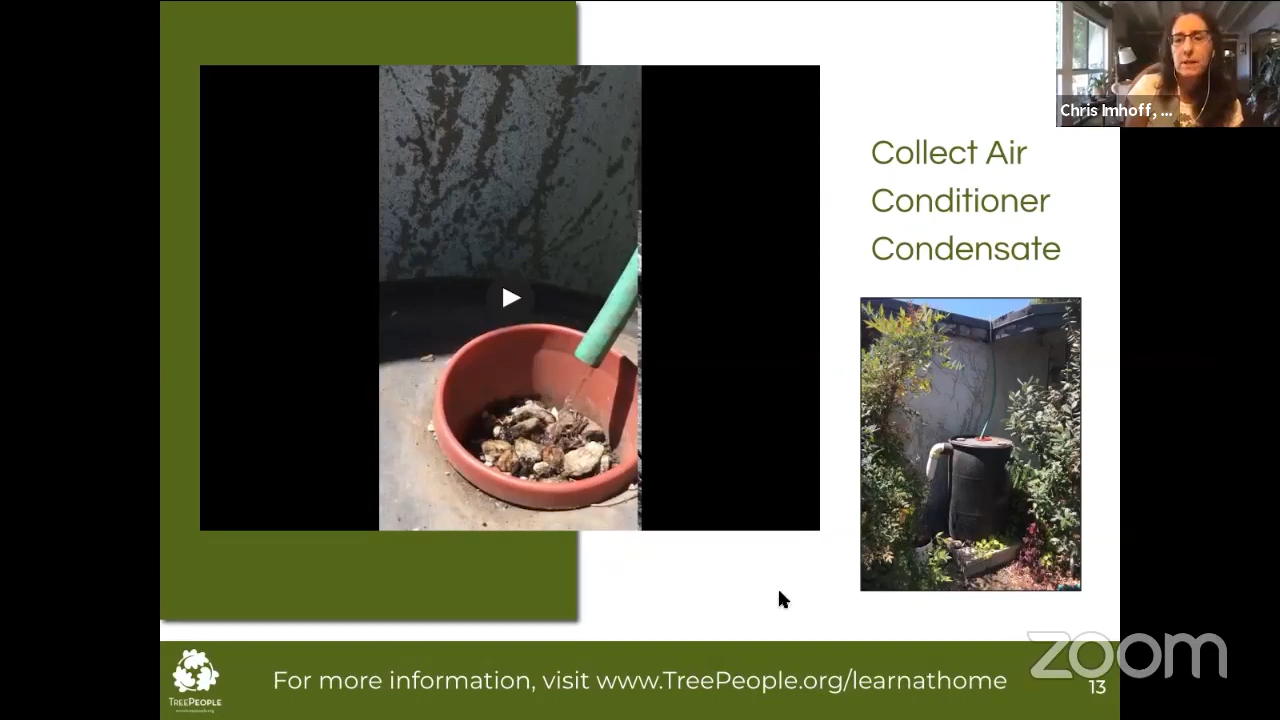 Chris Imhoff, ...
Collect Air
Conditioner
Condensate
TREEPEOPLE
For more information, visit www.TreePeople.org/learnathome
zoom
13